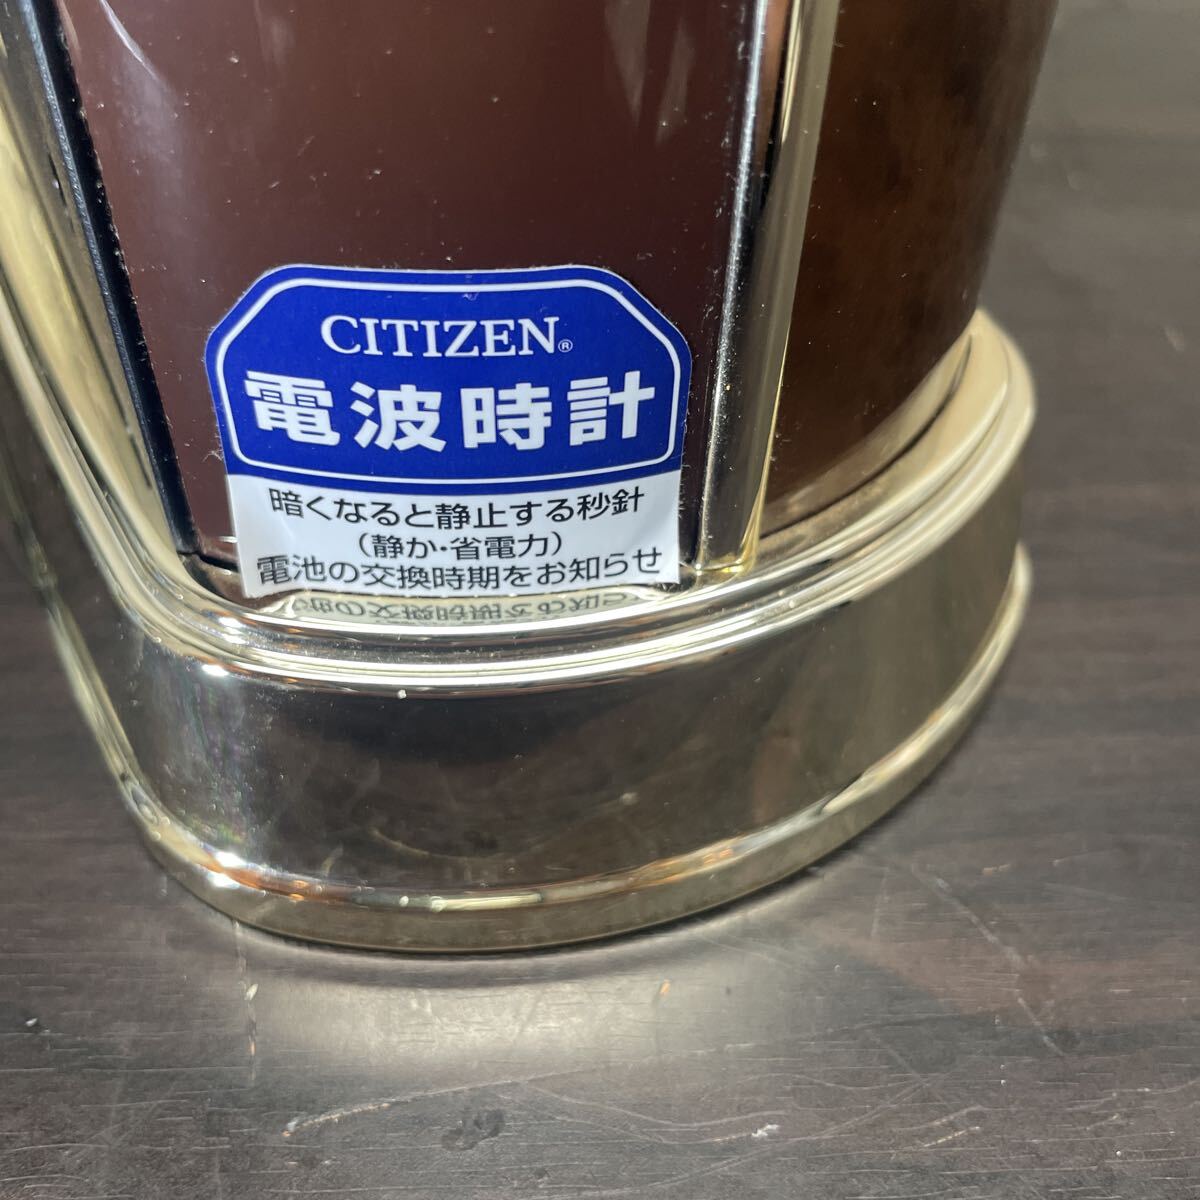 CITIZEN®
電波時計
暗くなると静止する秒針
(静か・省電力)
電池の交換時期をお知らせ